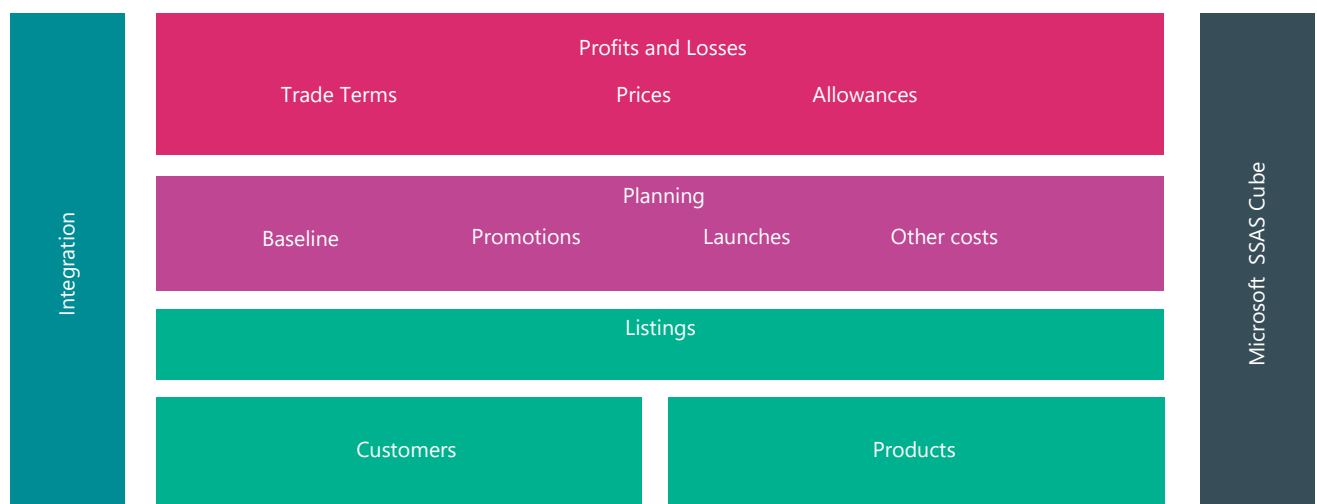 Integration
Profits and Losses
Trade Terms Prices Allowances
Planning
Baseline Promotions Launches Other costs
Listings
Customers Products
Microsoft SSAS Cube